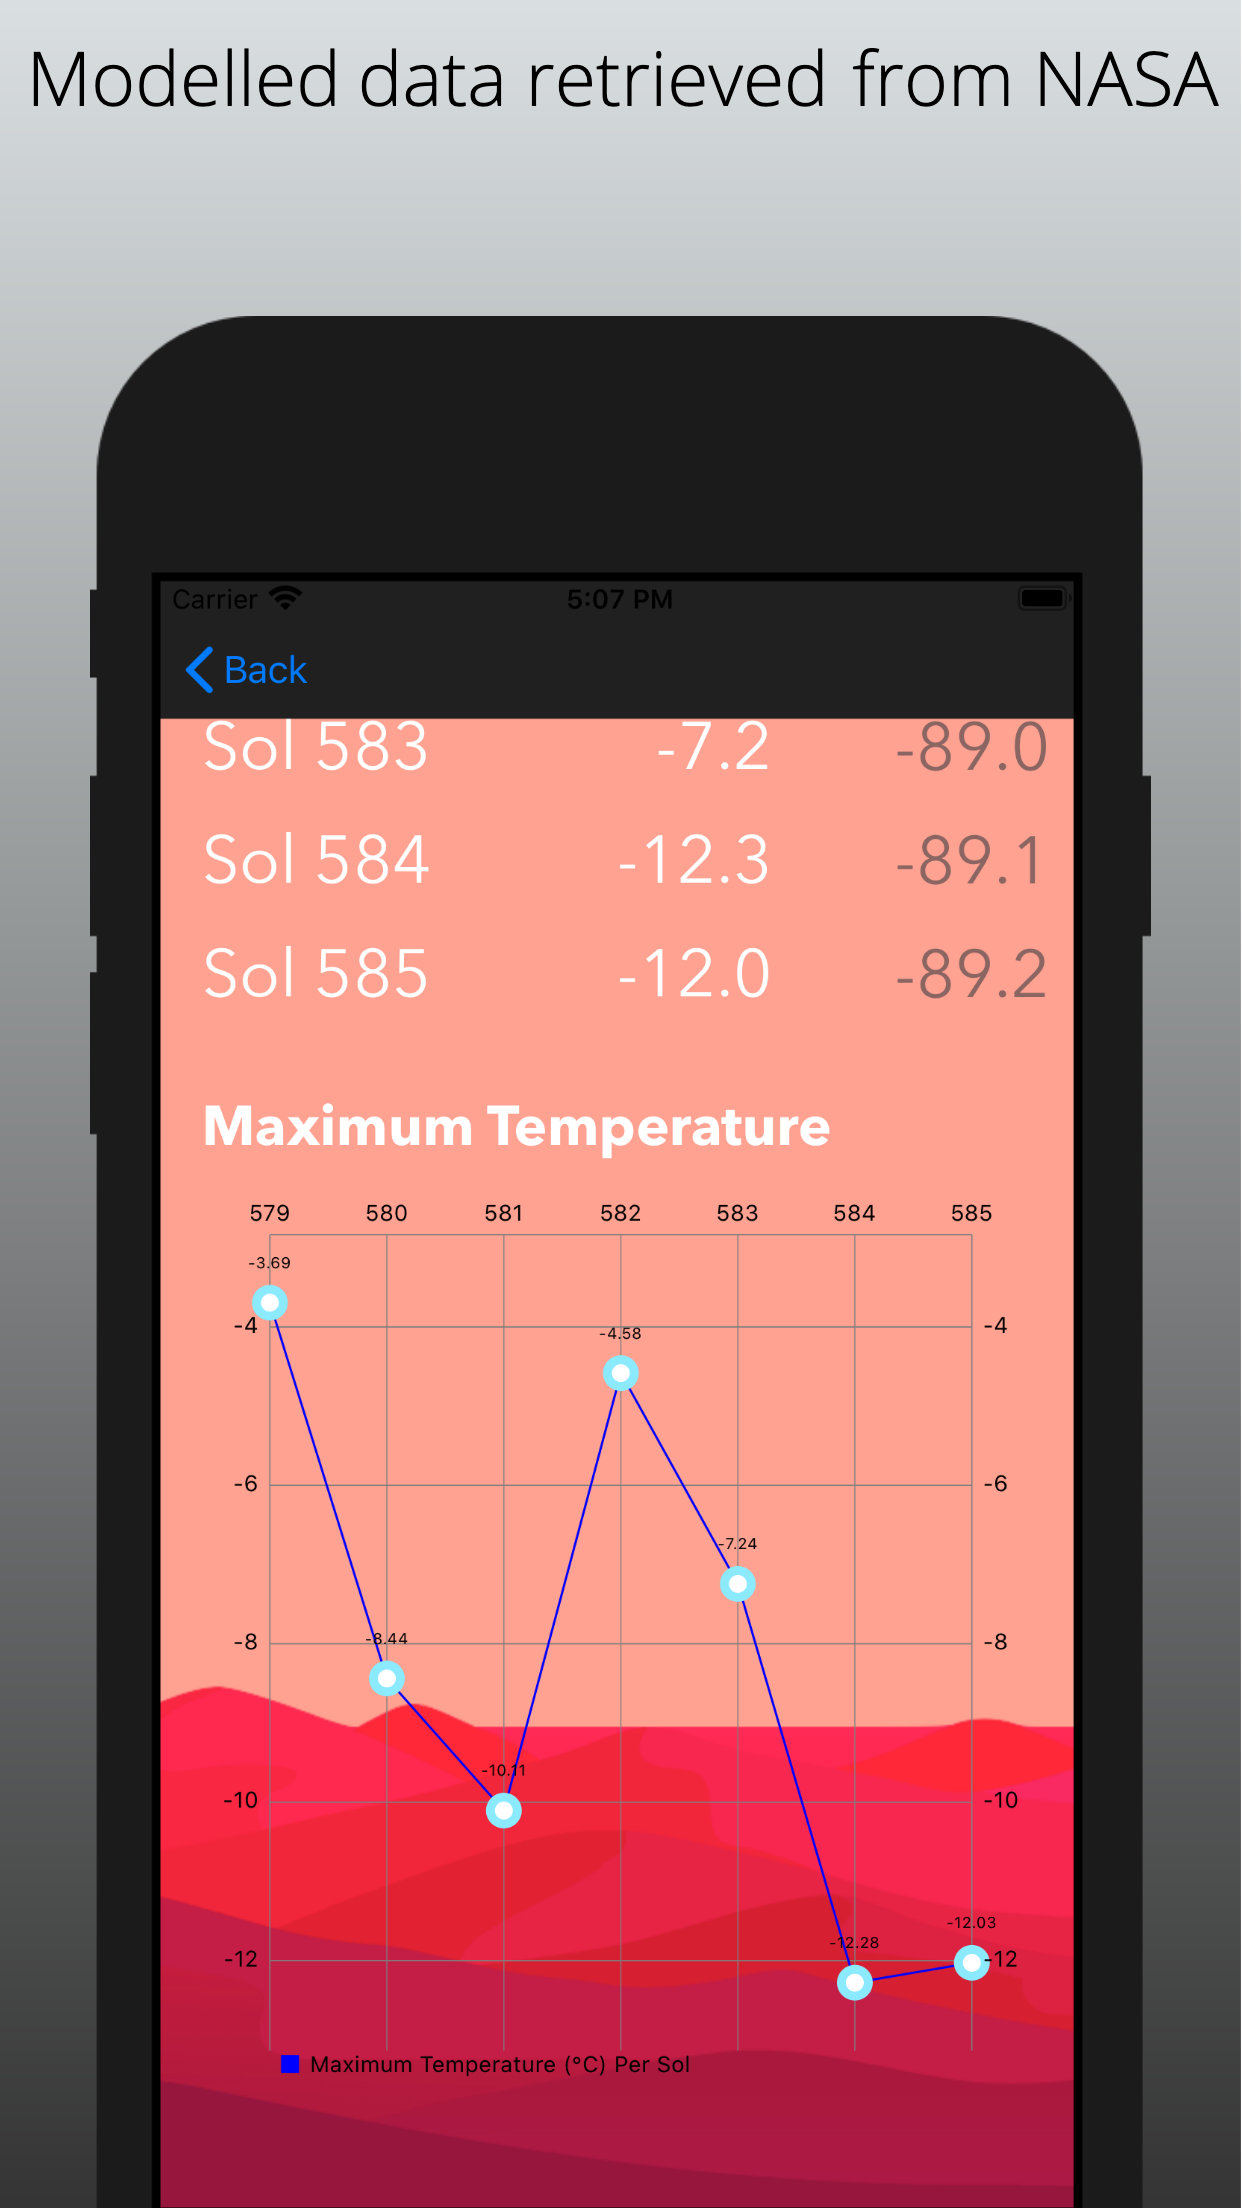 Modelled data retrieved from NASA
Carrier 5:07 PM
Back
Sol 583 -7.2 -89.0
Sol 584 -12.3 -89.1
Sol 585 -12.0 -89.2
Maximum Temperature
579 580 581 582 583 584 585
-3.69
-4 -4
-4.58
-6 -6
-7.24
-8 -8
-8.44
-10.11
-10 -10
-12.03
-12.28
-12 -12
Maximum Temperature (°C) Per Sol